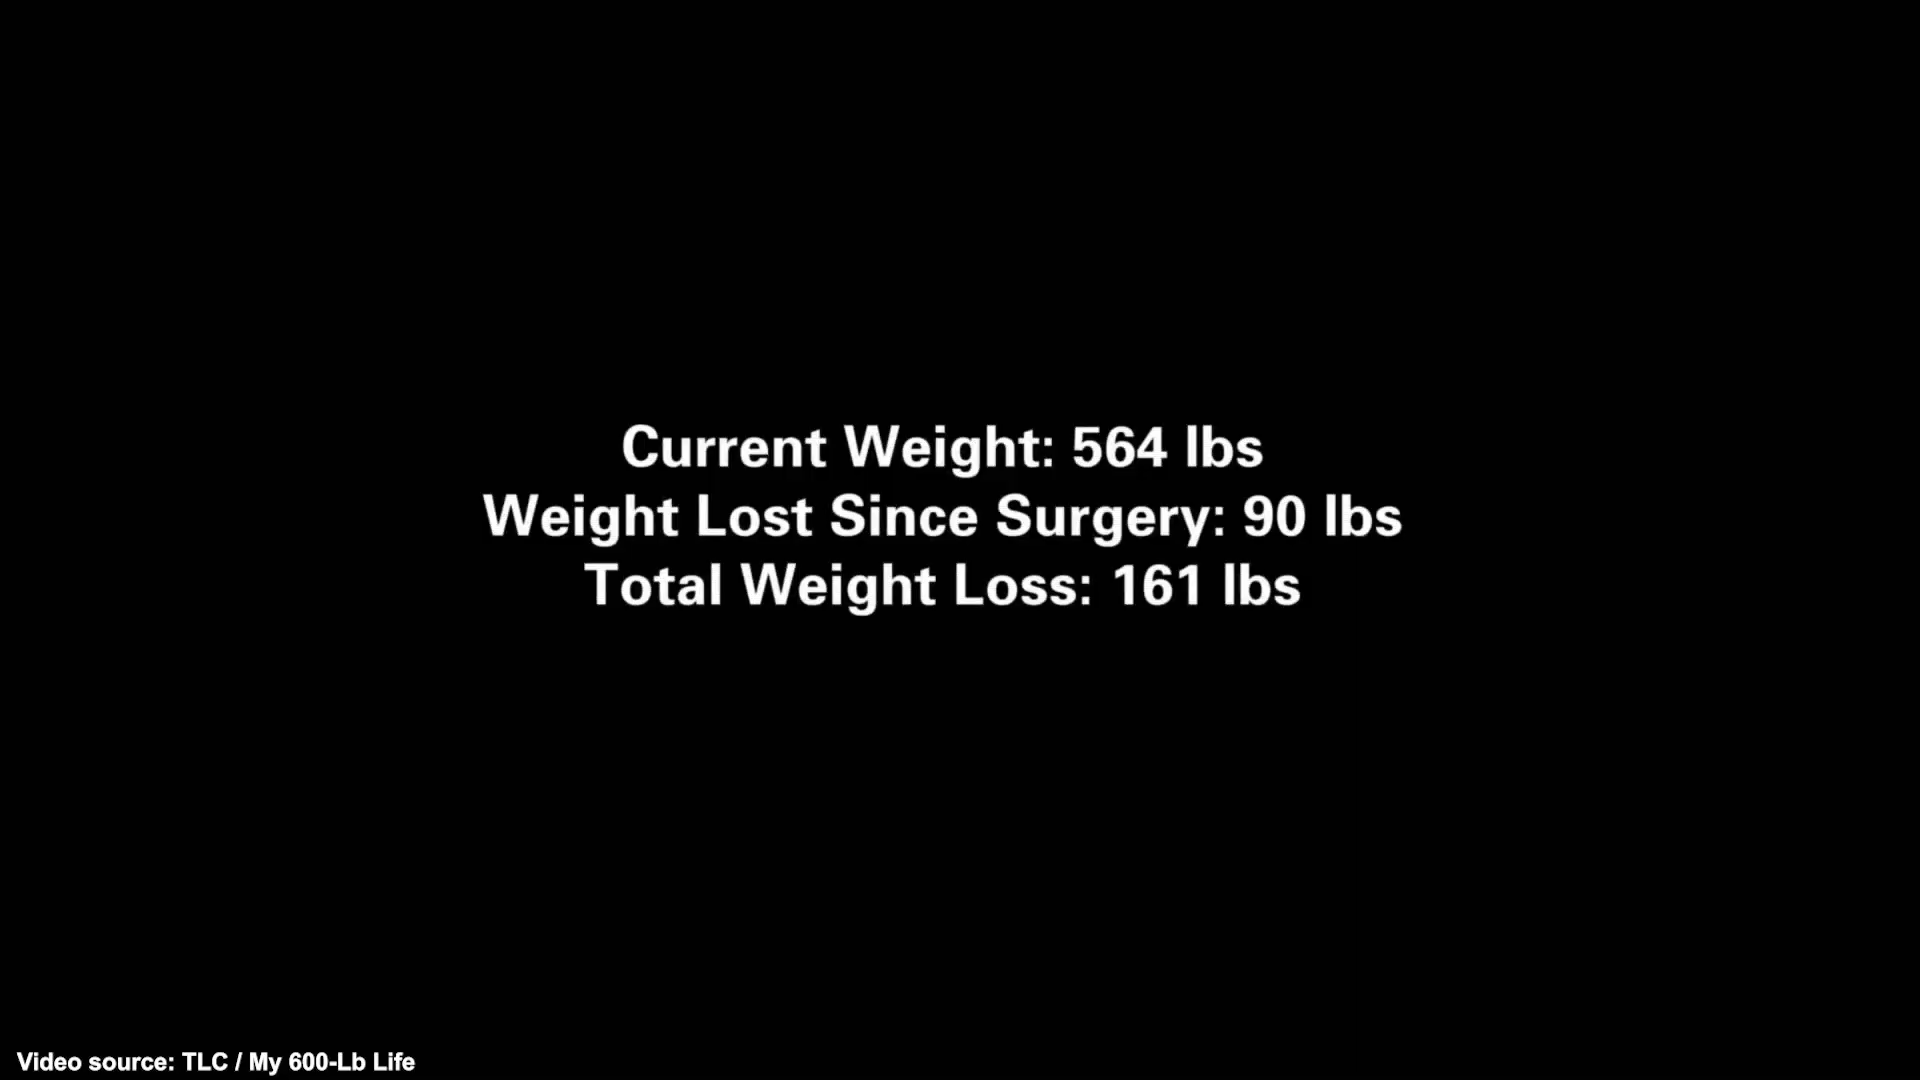 Current Weight: 564 lbs
Weight Lost Since Surgery: 90 lbs
Total Weight Loss: 161 lbs
Video source: TLC / My 600-Lb Life